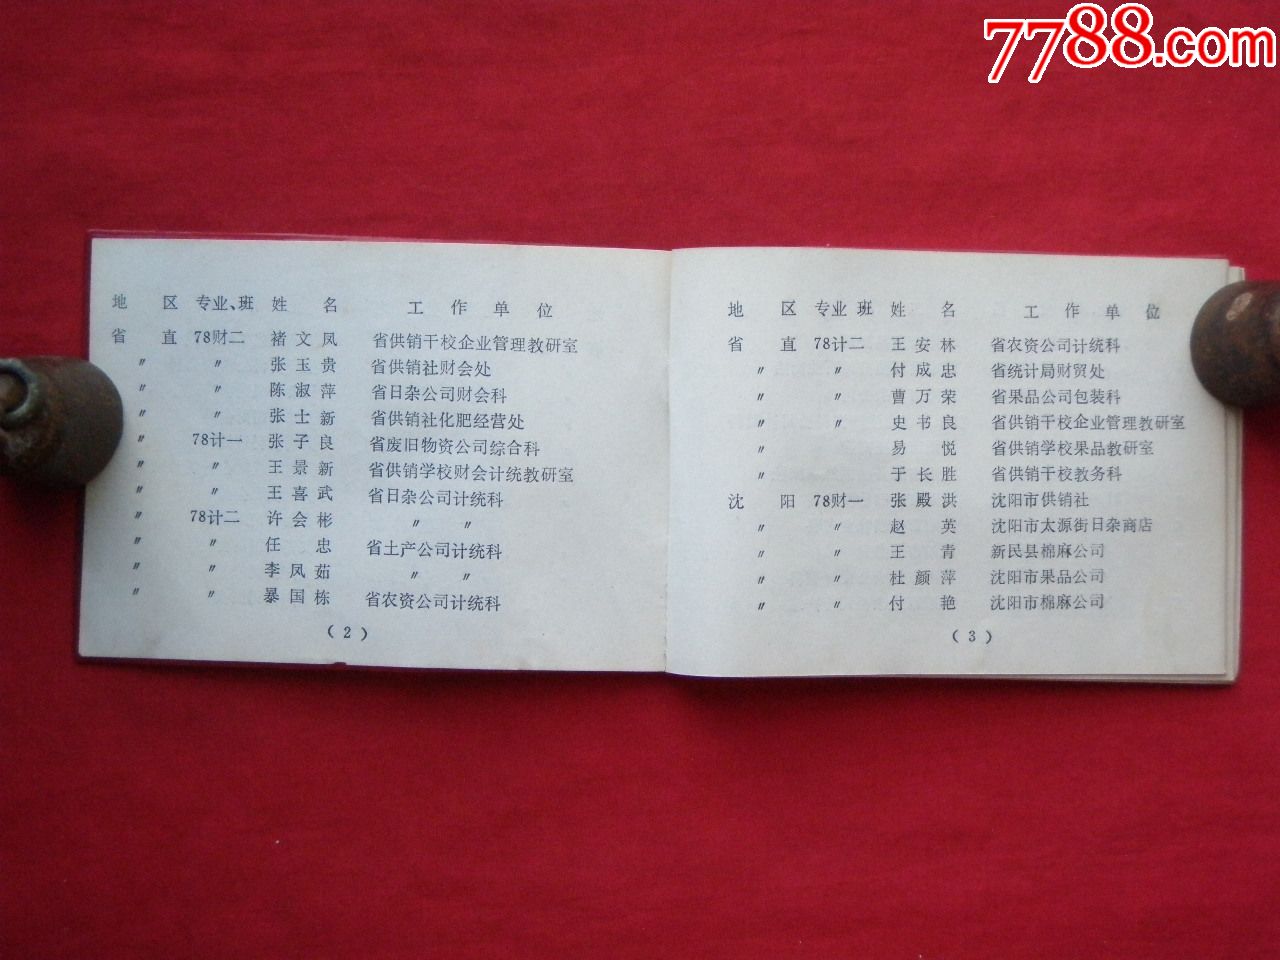 7788.com
地 区 专业、班 姓 名 工 作 单 位
省 直 78财二 褚文凤 省供销干校企业管理教研室
〃 〃 张玉贵 省供销社财会处
〃 〃 陈淑萍 省日杂公司财会科
〃 〃 张士新 省供销社化肥经营处
〃 78计一 张子良 省废旧物资公司综合科
〃 〃 王景新 省供销学校财会计统教研室
〃 〃 王喜武 省日杂公司计统科
〃 78计二 许会彬 〃 〃
〃 〃 任 忠 省土产公司计统科
〃 〃 李凤茹 〃 〃
〃 〃 暴国栋 省农资公司计统科
(2)
地 区 专业 班 姓 名 工 作 单 位
省 直 78计二 王安林 省农资公司计统科
〃 〃 付成忠 省统计局财贸处
〃 〃 曹万荣 省果品公司包装科
〃 〃 史书良 省供销干校企业管理教研室
〃 易 悦 省供销学校果品教研室
〃 于长胜 省供销干校教务科
沈 阳 78财一 张殿洪 沈阳市供销社
〃 〃 赵 英 沈阳市太源街日杂商店
〃 〃 王 青 新民县棉麻公司
〃 〃 杜颜萍 沈阳市果品公司
〃 〃 付 艳 沈阳市棉麻公司
(3)